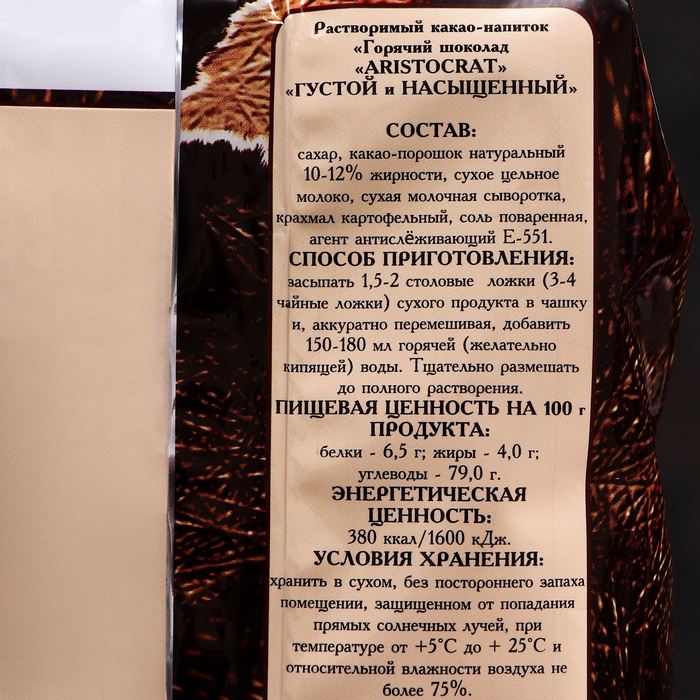 Растворимый какао-напиток
«Горячий шоколад
«ARISTOCRAT»
«ГУСТОЙ и НАСЫЩЕННЫЙ»
СОСТАВ:
сахар, какао-порошок натуральный
10-12% жирности, сухое цельное
молоко, сухая молочная сыворотка,
крахмал картофельный, соль поваренная,
агент антислёживающий Е-551.
СПОСОБ ПРИГОТОВЛЕНИЯ:
засыпать 1,5-2 столовые ложки (3-4
чайные ложки) сухого продукта в чашку
и, аккуратно перемешивая, добавить
150-180 мл горячей (желательно
кипящей) воды. Тщательно размешать
до полного растворения.
ПИЩЕВАЯ ЦЕННОСТЬ НА 100 г
ПРОДУКТА:
белки - 6,5 г; жиры - 4,0 г;
углеводы - 79,0 г.
ЭНЕРГЕТИЧЕСКАЯ
ЦЕННОСТЬ:
380 ккал/1600 кДж.
УСЛОВИЯ ХРАНЕНИЯ:
хранить в сухом, без постороннего запаха
помещении, защищенном от попадания
прямых солнечных лучей, при
температуре от +5°С до + 25°С и
относительной влажности воздуха не
более 75%.